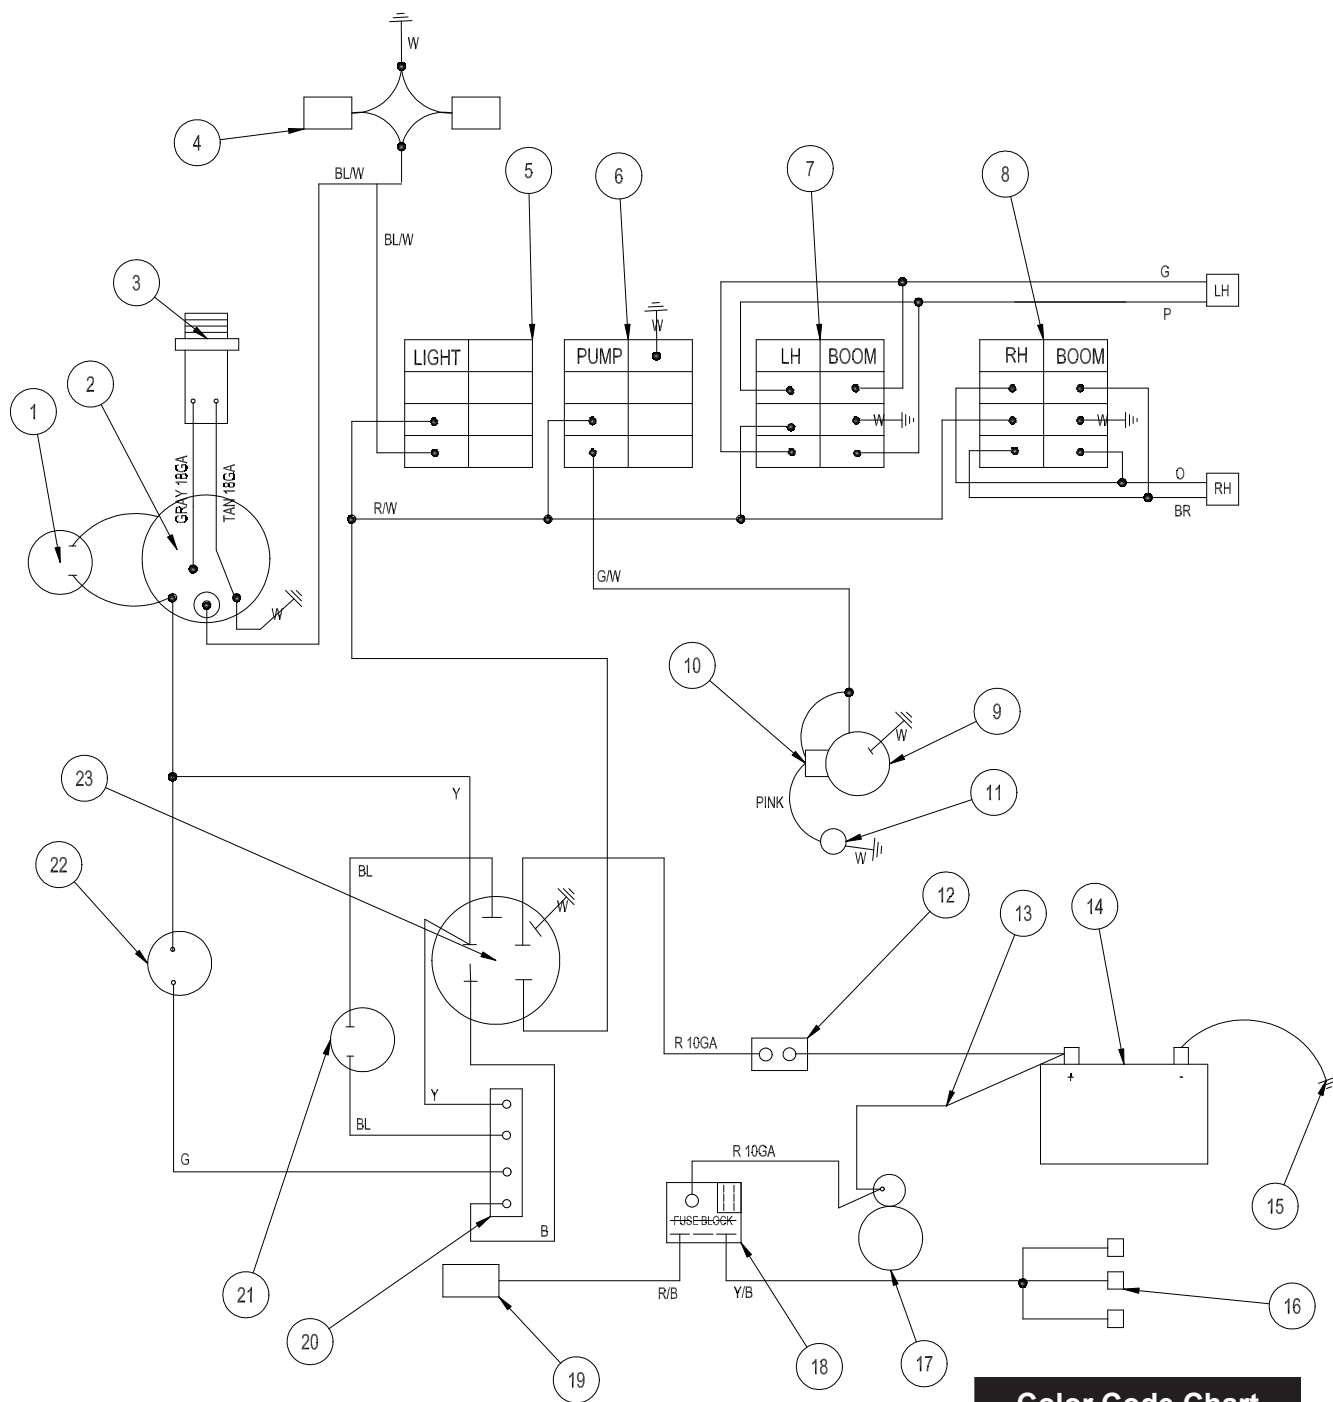 W
4
BL/W
5
6
7
8
BL/W
3
G
LH
P
W
LIGHT
PUMP
LH
BOOM
RH
BOOM
2
1
W
W
GRAY 18GA
TAN 18GA
O
RH
R/W
BR
G/W
W
10
9
W
23
Y
PINK
11
W
22
BL
12
13
14
W
R 10GA
+
-
Y
BL
R 10GA
G
15
FUSE BLOCK
B
21
R/B
Y/B
16
20
19
18
17
Color Code Chart